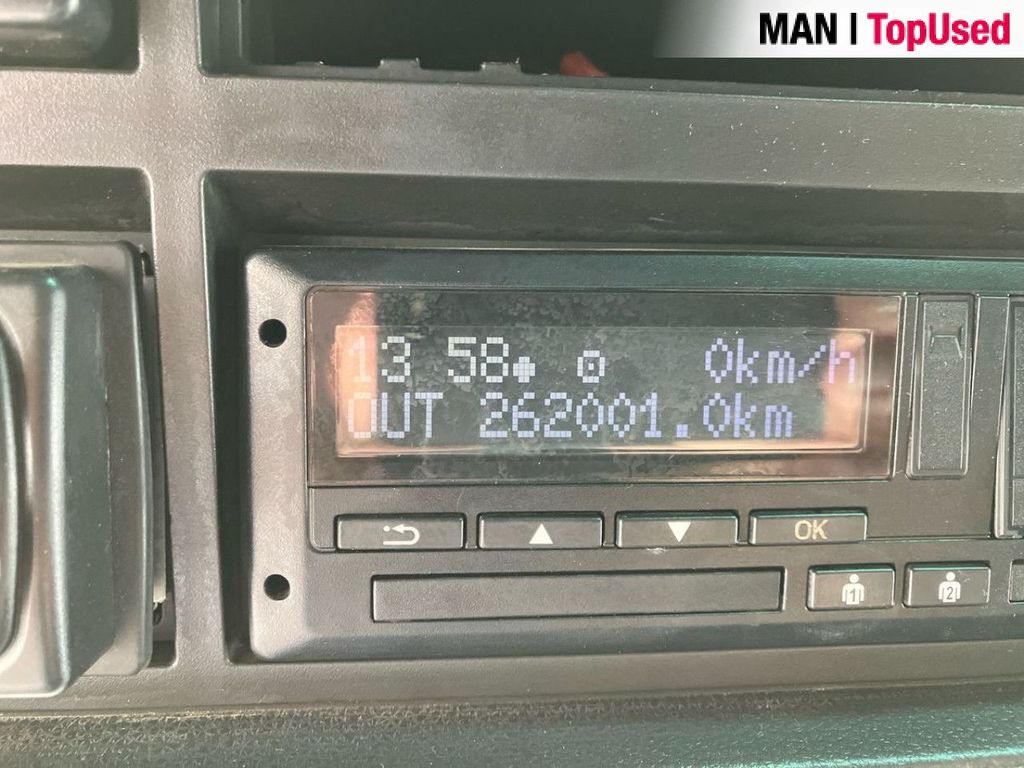 MAN | TopUsed
13 58 0km/h
OUT 262001.0km
OK
1 2